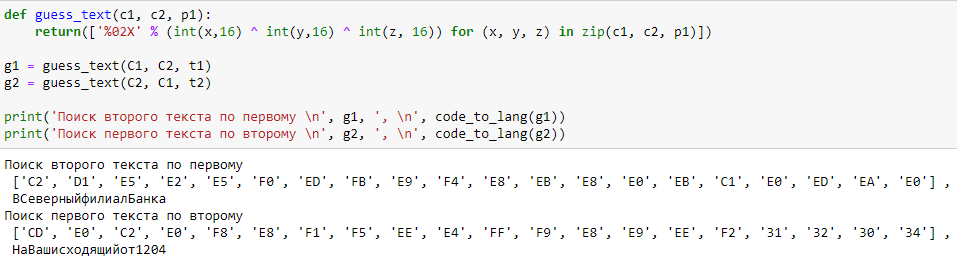 def guess_text(c1, c2, p1):
    return(['%02X' % (int(x,16) ^ int(y,16) ^ int(z, 16)) for (x, y, z) in zip(c1, c2, p1)])
g1 = guess_text(C1, C2, t1)
g2 = guess_text(C2, C1, t2)
print('Поиск второго текста по первому \n', g1, ', \n', code_to_lang(g1))
print('Поиск первого текста по второму \n', g2, ', \n', code_to_lang(g2))
Поиск второго текста по первому
 ['C2', 'D1', 'E5', 'E2', 'E5', 'F0', 'ED', 'FB', 'E9', 'F4', 'E8', 'EB', 'E8', 'E0', 'EB', 'C1', 'E0', 'ED', 'EA', 'E0'] ,
 ВСеверныйфилиалБанка
Поиск первого текста по второму
 ['CD', 'E0', 'C2', 'E0', 'F8', 'E8', 'F1', 'F5', 'EE', 'E4', 'FF', 'F9', 'E8', 'E9', 'EE', 'F2', '31', '32', '30', '34'] ,
 НаВашисходящийот1204